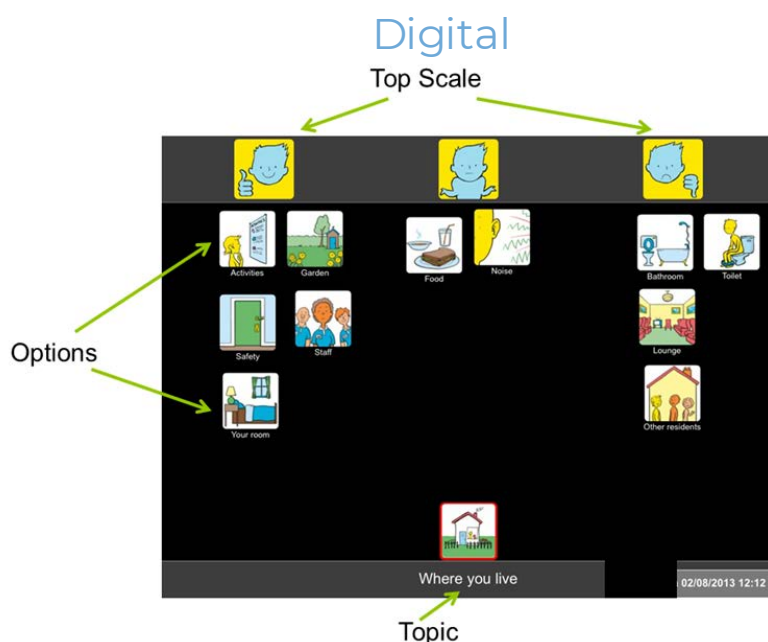 Digital
Top Scale
Activities
Garden
Food
Noise
Bathroom
Toilet
Safety
Staff
Lounge
Options
Your room
Other residents
Where you live
02/08/2013 12:12
Topic